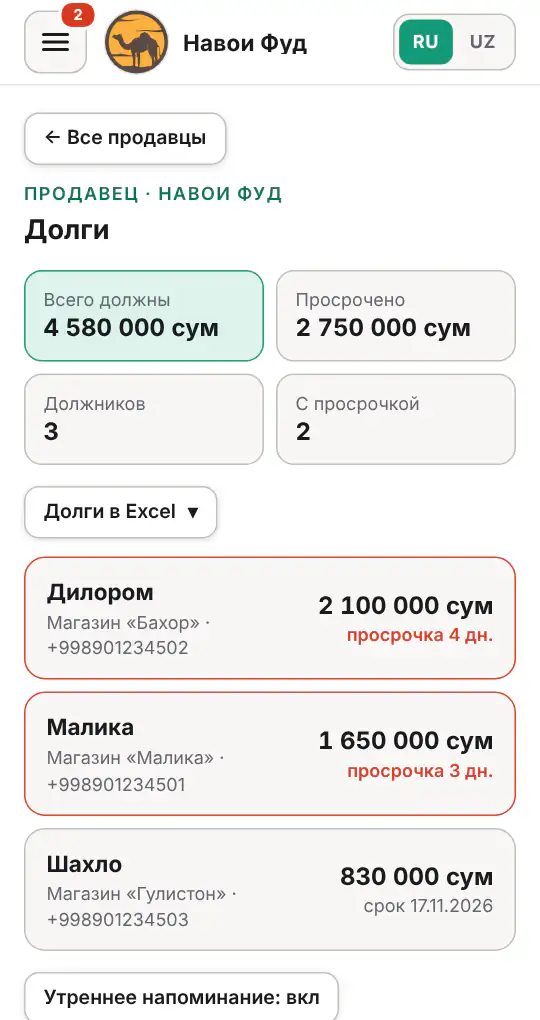 2
Навои Фуд
RU UZ
← Все продавцы
ПРОДАВЕЦ · НАВОИ ФУД
Долги
Всего должны
4 580 000 сум
Просрочено
2 750 000 сум
Должников
3
С просрочкой
2
Долги в Excel ▼
Дилором
Магазин «Бахор» ·
+998901234502
2 100 000 сум
просрочка 4 дн.
Малика
Магазин «Малика» ·
+998901234501
1 650 000 сум
просрочка 3 дн.
Шахло
Магазин «Гулистон» ·
+998901234503
830 000 сум
срок 17.11.2026
Утреннее напоминание: вкл